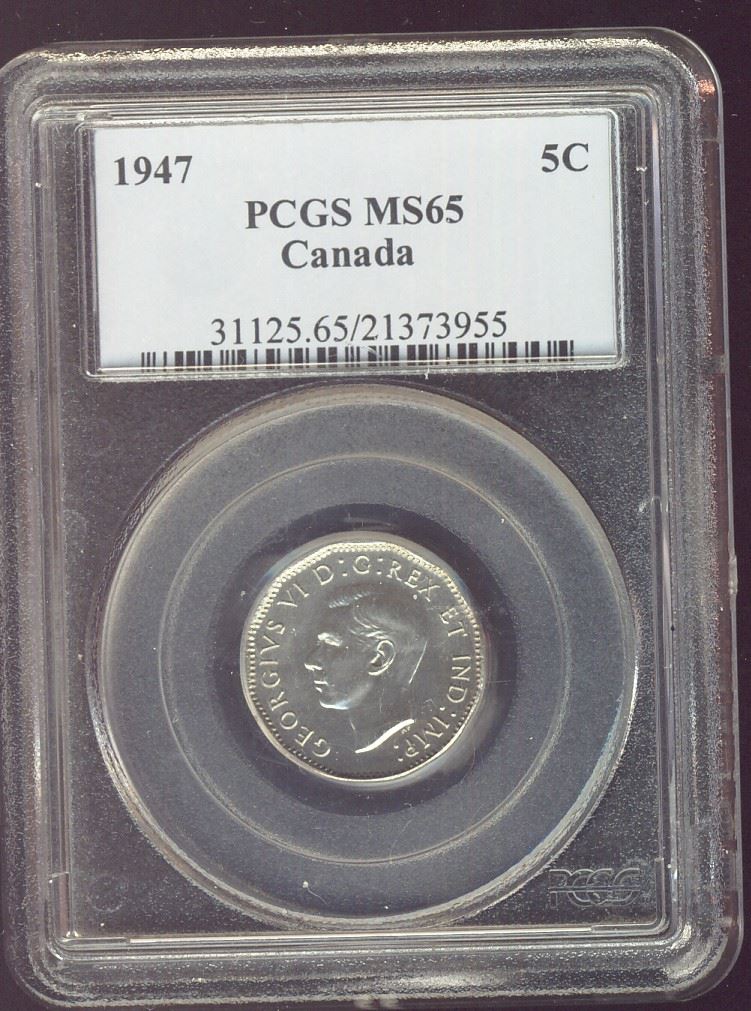 1947 5C
PCGS MS65
Canada
31125.65/21373955
GEORGIVS VI D:G:REX ET IND:IMP:
PCGS